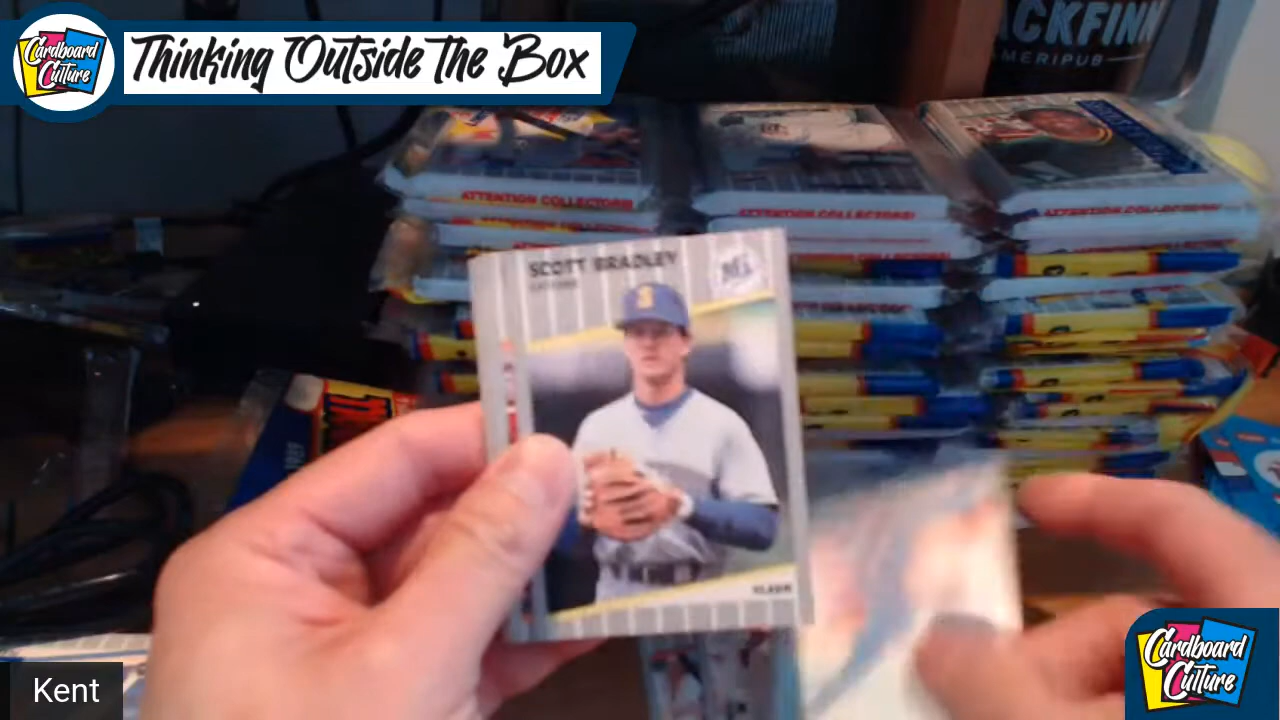 Cardboard
Culture
Thinking Outside The Box
ACKFINN
MERIPUB
ATTENTION COLLECTORS!
ATTENTION COLLECTORS!
ATTENTION COLLECTORS!
SCOTT BRADLEY
CATCHER
M
S
FLEER
Kent
Cardboard
Culture